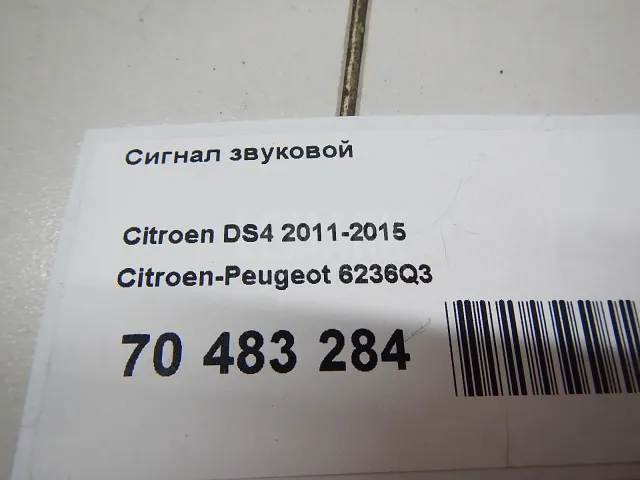 Сигнал звуковой
Citroen DS4 2011-2015
Citroen-Peugeot 6236Q3
70 483 284